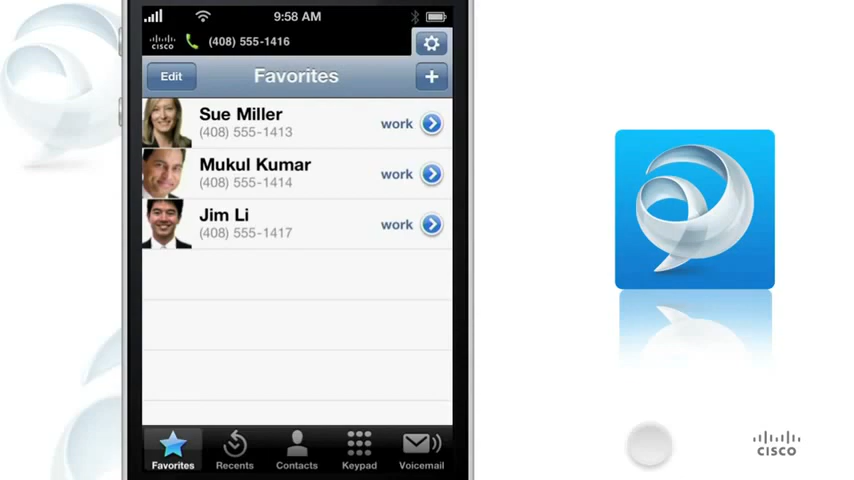 9:58 AM
CISCO (408) 555-1416
Edit Favorites +
Sue Miller
(408) 555-1413
work
Mukul Kumar
(408) 555-1414
work
Jim Li
(408) 555-1417
work
Favorites Recents Contacts Keypad Voicemail
CISCO